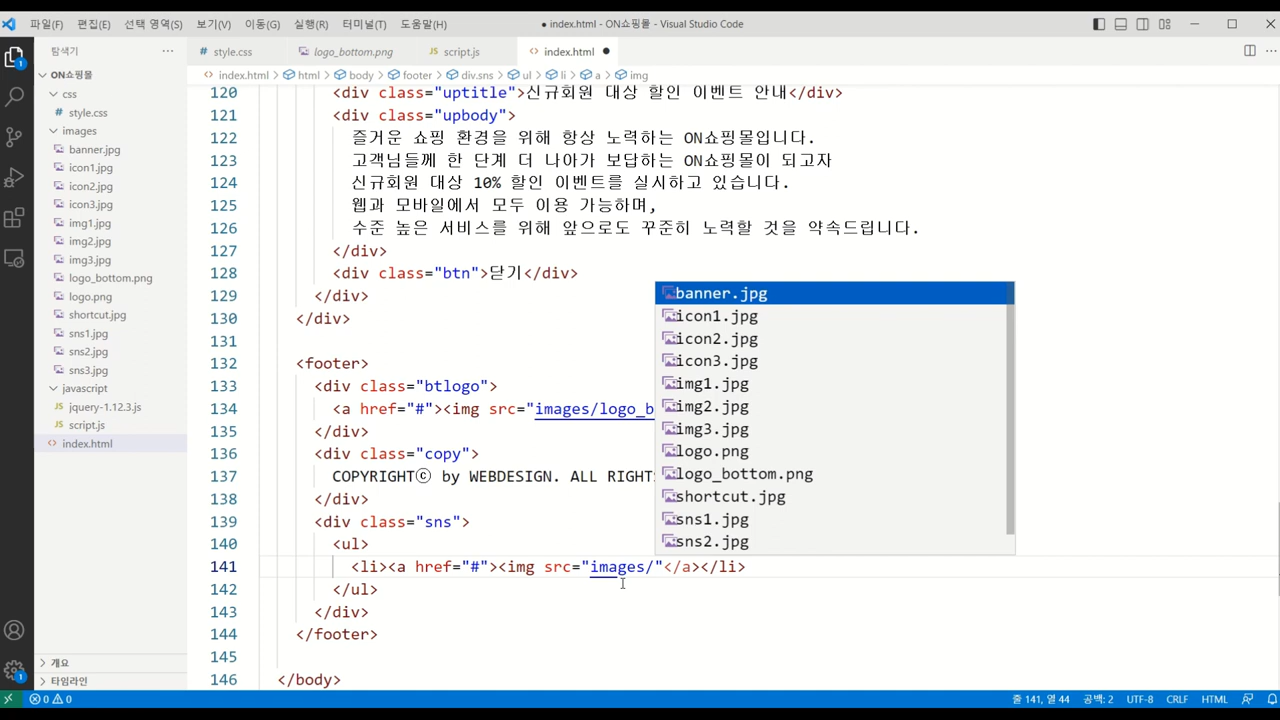 파일(F) 편집(E) 선택 영역(S) 보기(V) 이동(G) 실행(R) 터미널(T) 도움말(H) ● index.html - ON쇼핑몰 - Visual Studio Code
탐색기 ···
style.css logo_bottom.png script.js index.html ●
index.html > html > body > footer > div.sns > ul > li > a > img
ON쇼핑몰
css
style.css
images
banner.jpg
icon1.jpg
icon2.jpg
icon3.jpg
img1.jpg
img2.jpg
img3.jpg
logo_bottom.png
logo.png
shortcut.jpg
sns1.jpg
sns2.jpg
sns3.jpg
javascript
jquery-1.12.3.js
script.js
index.html
개요
타임라인
120 <div class="uptitle">신규회원 대상 할인 이벤트 안내</div>
121 <div class="upbody">
122 즐거운 쇼핑 환경을 위해 항상 노력하는 ON쇼핑몰입니다.
123 고객님들께 한 단계 더 나아가 보답하는 ON쇼핑몰이 되고자
124 신규회원 대상 10% 할인 이벤트를 실시하고 있습니다.
125 웹과 모바일에서 모두 이용 가능하며,
126 수준 높은 서비스를 위해 앞으로도 꾸준히 노력할 것을 약속드립니다.
127 </div>
128 <div class="btn">닫기</div>
129 </div>
130 </div>
131
132 <footer>
133 <div class="btlogo">
134 <a href="#"><img src="images/logo_b
135 </div>
136 <div class="copy">
137 COPYRIGHTⓒ by WEBDESIGN. ALL RIGHTS
138 </div>
139 <div class="sns">
140 <ul>
141 <li><a href="#"><img src="images/"</a></li>
142 </ul>
143 </div>
144 </footer>
145
146 </body>
banner.jpg
icon1.jpg
icon2.jpg
icon3.jpg
img1.jpg
img2.jpg
img3.jpg
logo.png
logo_bottom.png
shortcut.jpg
sns1.jpg
sns2.jpg
0 0 줄 141, 열 44 공백: 2 UTF-8 CRLF HTML